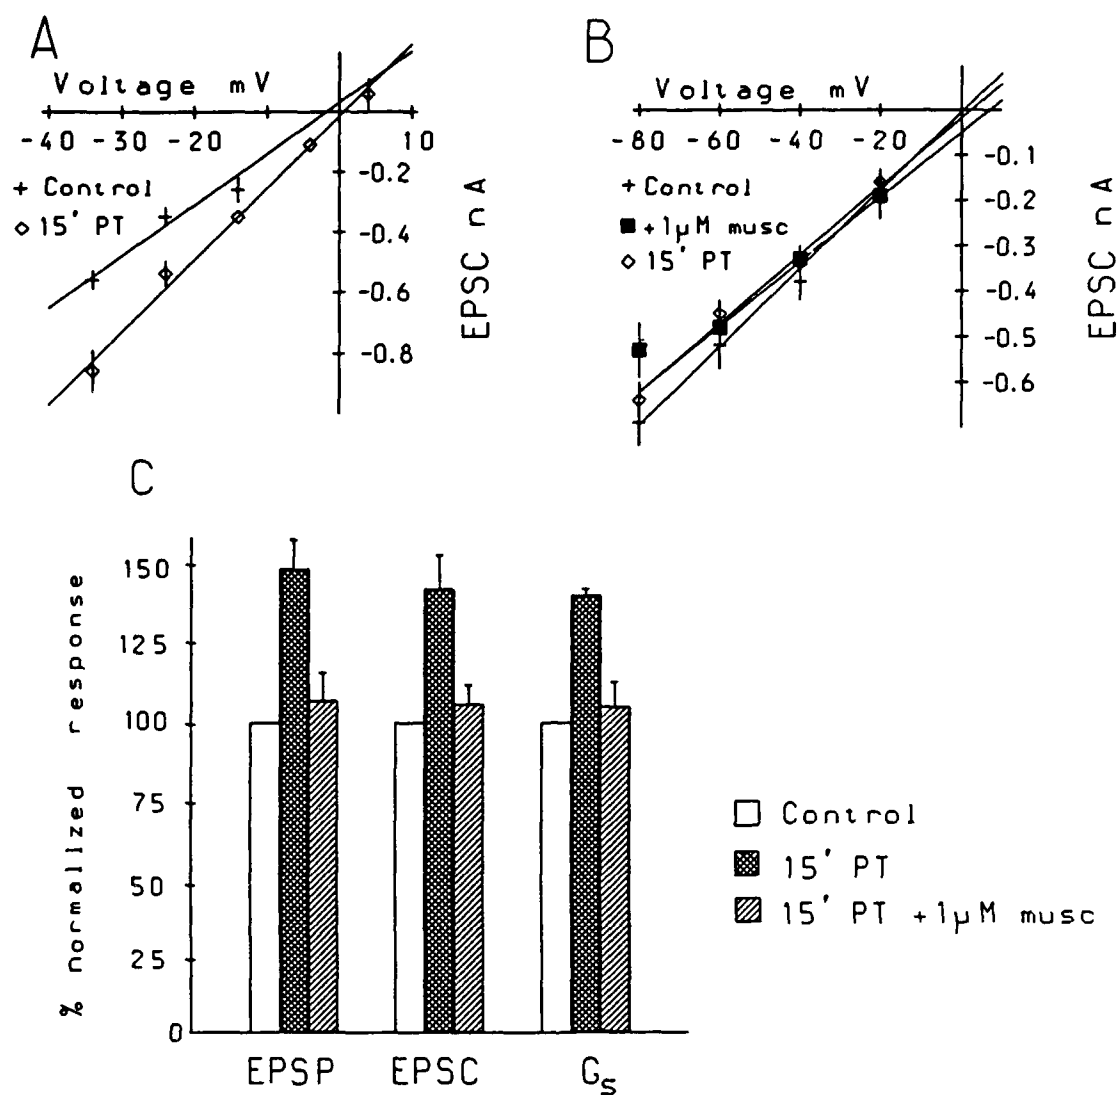 A
Voltage mV
-40 -30 -20 10
-0.2
-0.4
-0.6
-0.8
EPSC nA
+ Control
◇ 15' PT
B
Voltage mV
-80 -60 -40 -20
-0.1
-0.2
-0.3
-0.4
-0.5
-0.6
EPSC nA
+ Control
■ +1µM musc
◇ 15' PT
C
% normalized response
150
125
100
75
50
25
0
EPSP EPSC Gs
Control
15' PT
15' PT +1µM musc